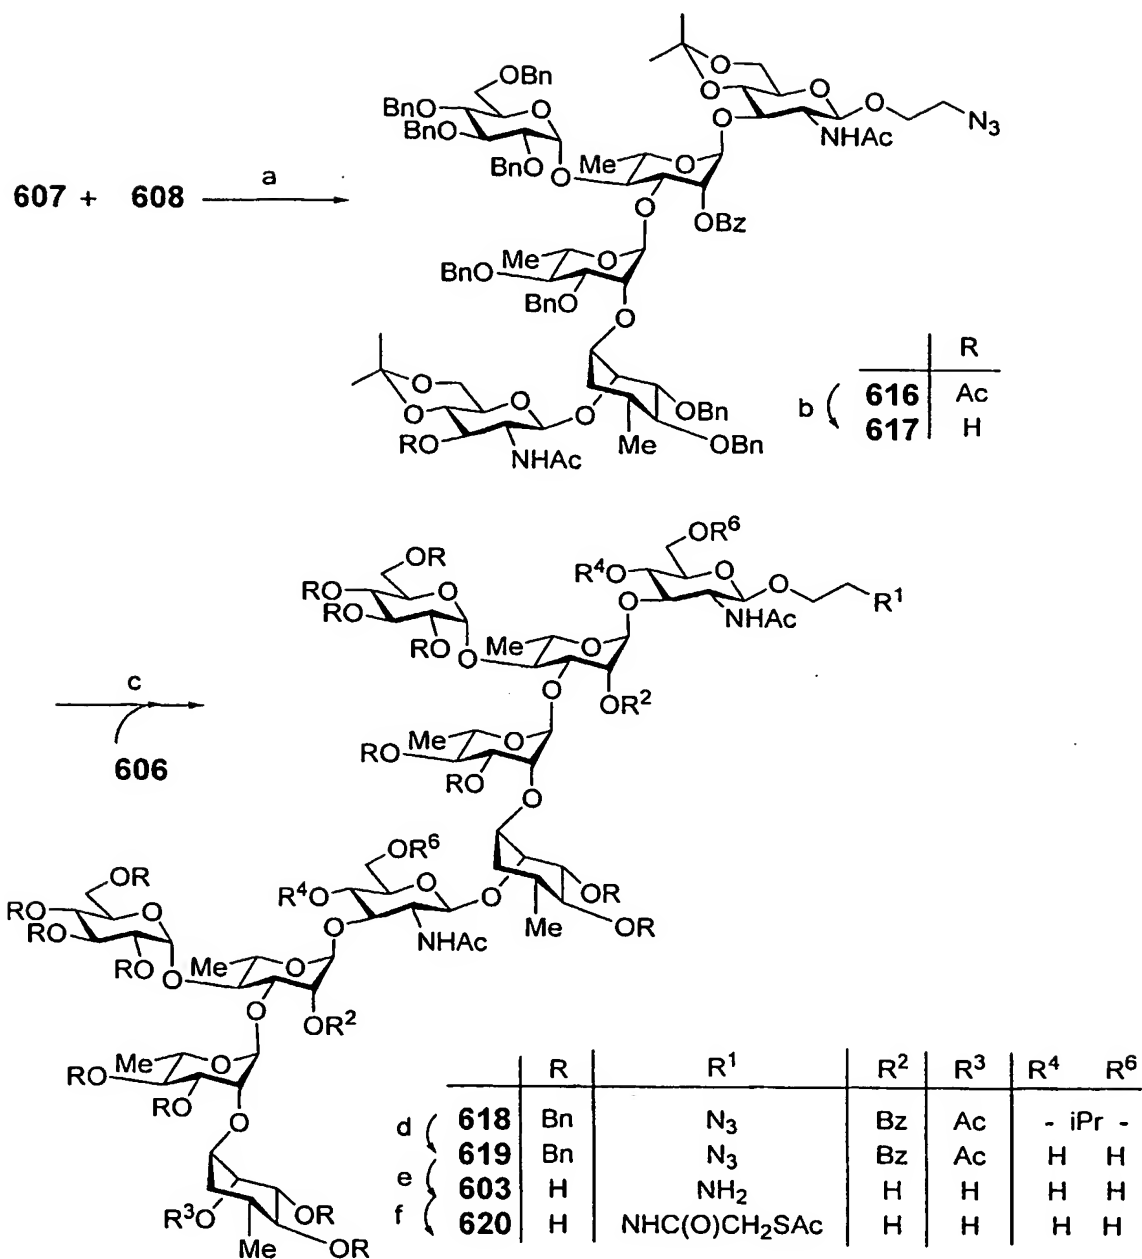 607 + 608
a
OBn
BnO
BnO
BnO
O
O
Me
O
O
O
O
O
O
NHAc
O
N3
O
OBz
Me
O
BnO
BnO
O
O
O
RO
O
NHAc
O
OBn
Me
OBn
R
616 Ac
b
617 H
c
606
OR
RO
RO
RO
O
O
Me
O
OR6
R4O
O
O
NHAc
O
R1
O
OR2
Me
O
RO
RO
O
OR6
R4O
O
O
NHAc
O
OR
Me
OR
OR
RO
RO
RO
O
O
Me
O
O
OR2
Me
O
RO
RO
O
R3O
OR
Me
OR
R R1 R2 R3 R4 R6
d
618 Bn N3 Bz Ac - iPr -
619 Bn N3 Bz Ac H H
e
603 H NH2 H H H H
f
620 H NHC(O)CH2SAc H H H H